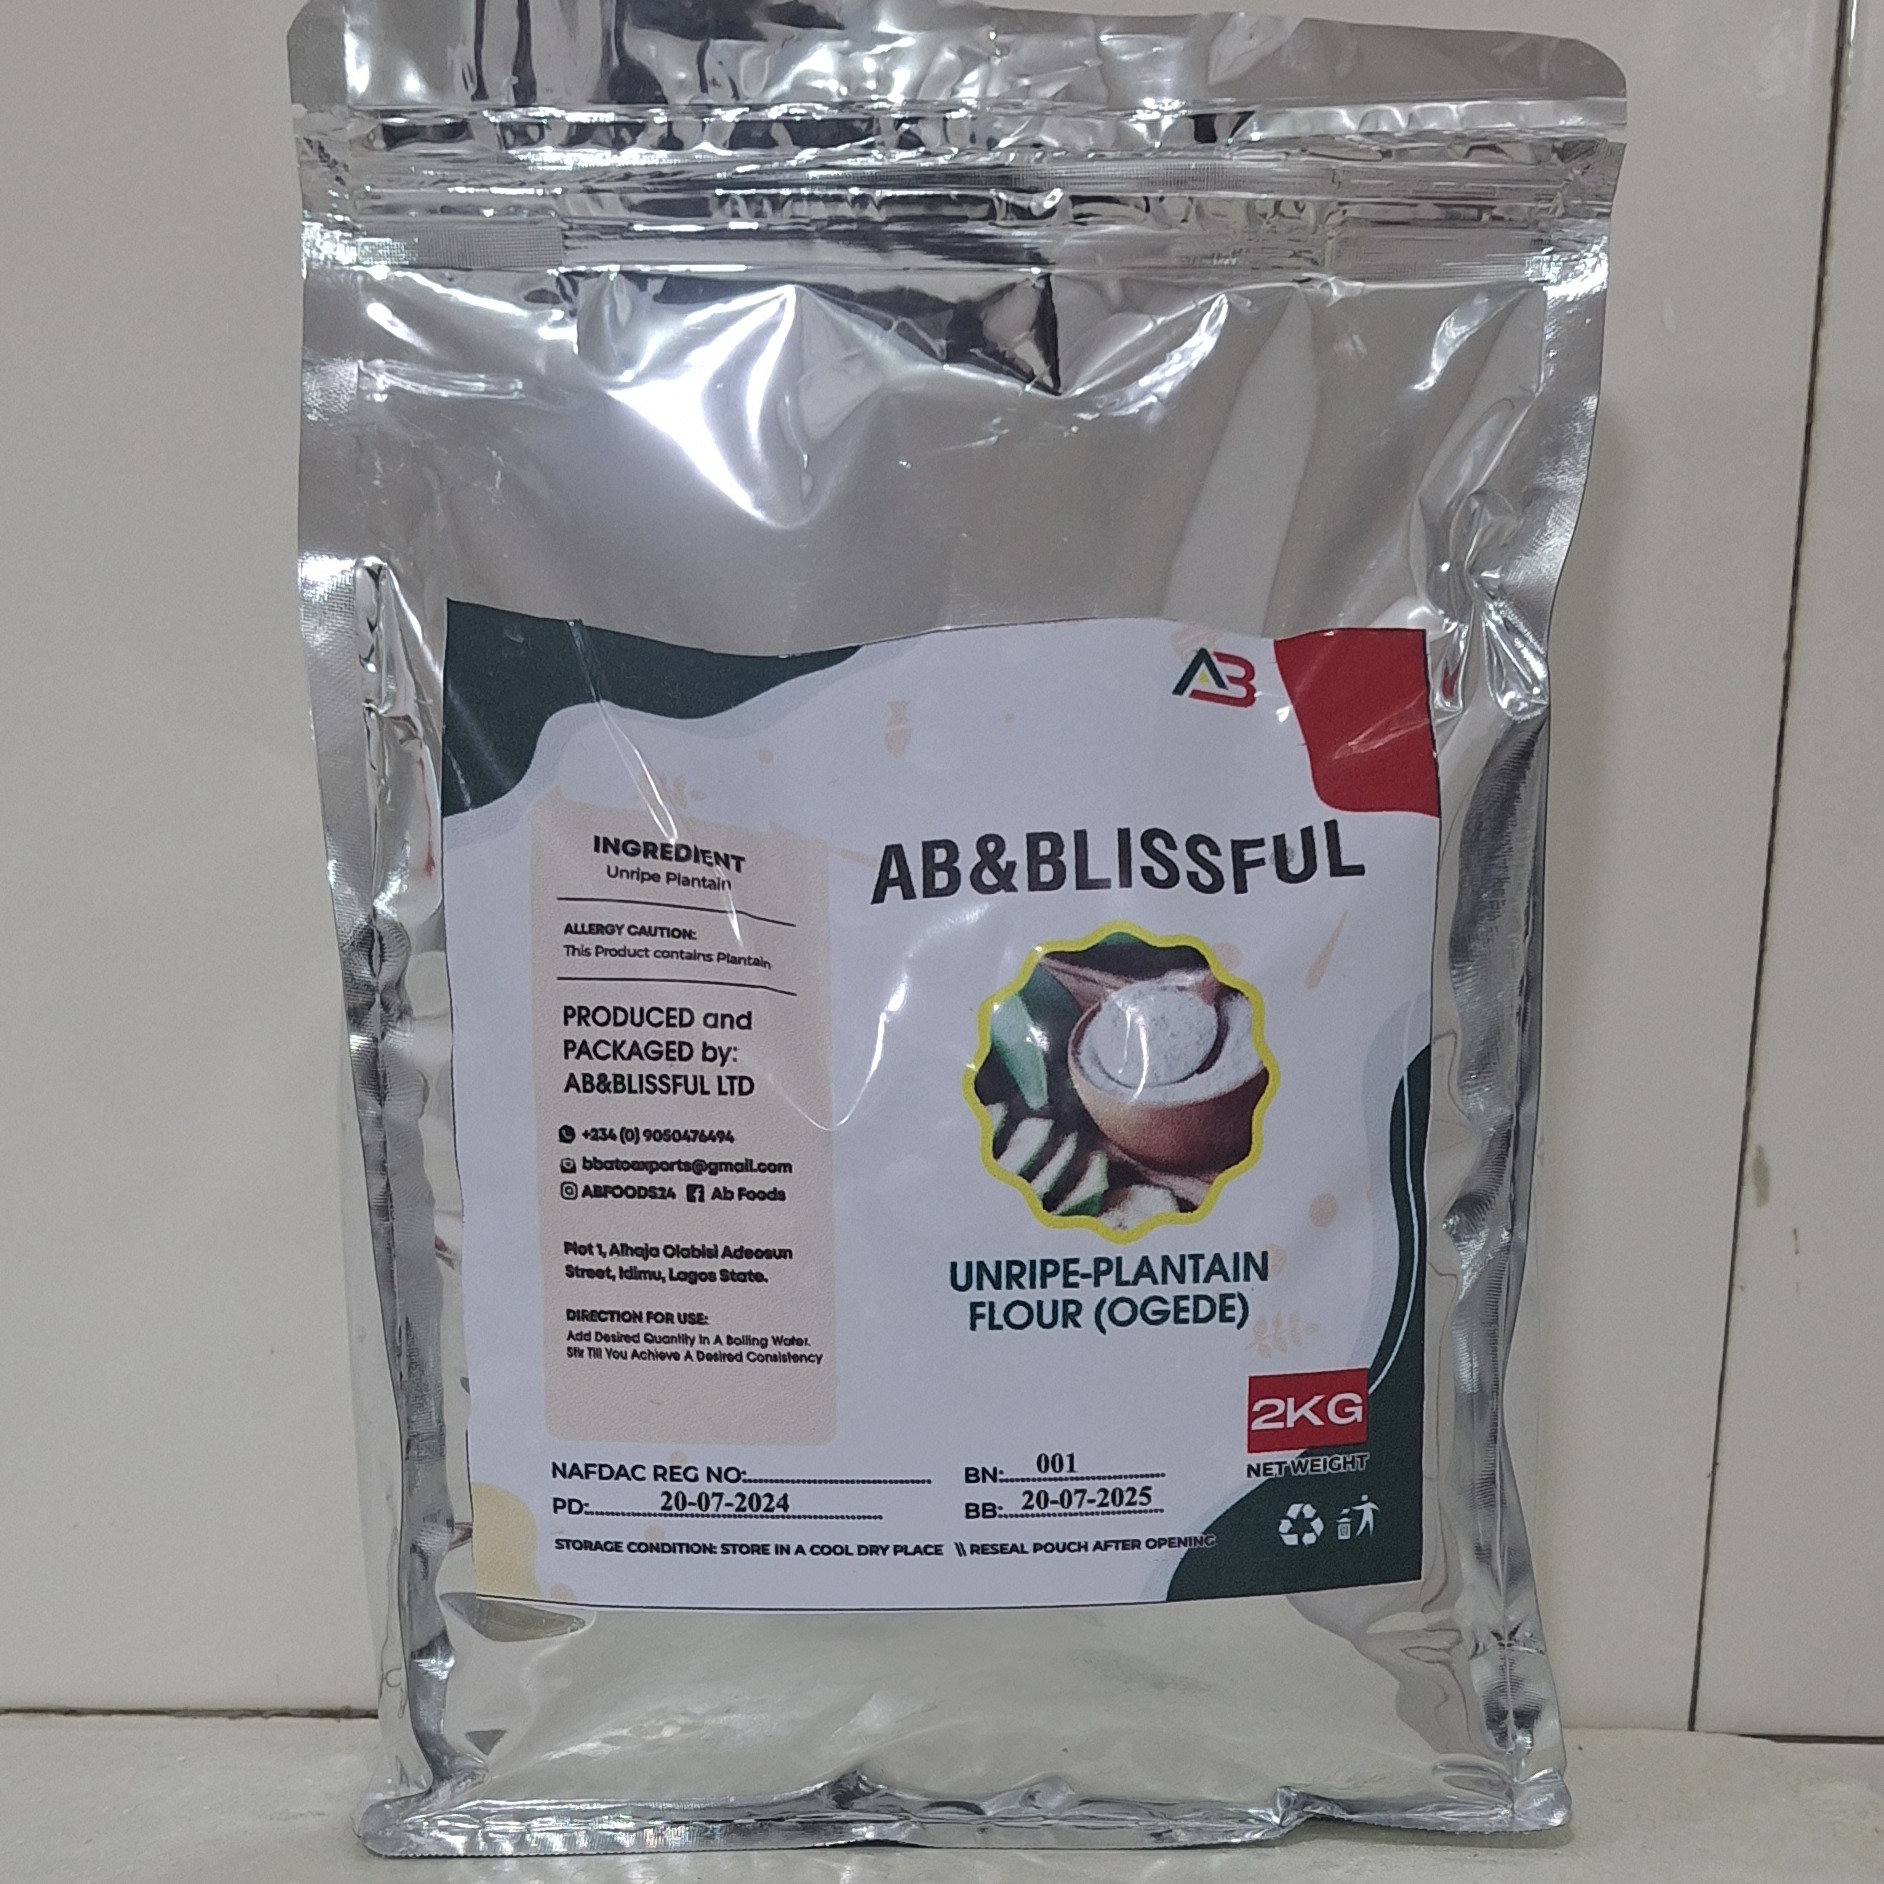 AB
INGREDIENT
Unripe Plantain
ALLERGY CAUTION:
This Product contains Plantain
PRODUCED and
PACKAGED by:
AB&BLISSFUL LTD
+234 (0) 9050476494
bbatoexports@gmail.com
ABFOODS24 Ab Foods
Plot 1, Alhaja Olabisi Adeosun
Street, Idimu, Lagos State.
DIRECTION FOR USE:
Add Desired Quantity In A Boiling Water.
Stir Till You Achieve A Desired Consistency
AB&BLISSFUL
UNRIPE-PLANTAIN
FLOUR (OGEDE)
2KG
NET WEIGHT
NAFDAC REG NO:
BN: 001
PD: 20-07-2024
BB: 20-07-2025
STORAGE CONDITION: STORE IN A COOL DRY PLACE \\ RESEAL POUCH AFTER OPENING